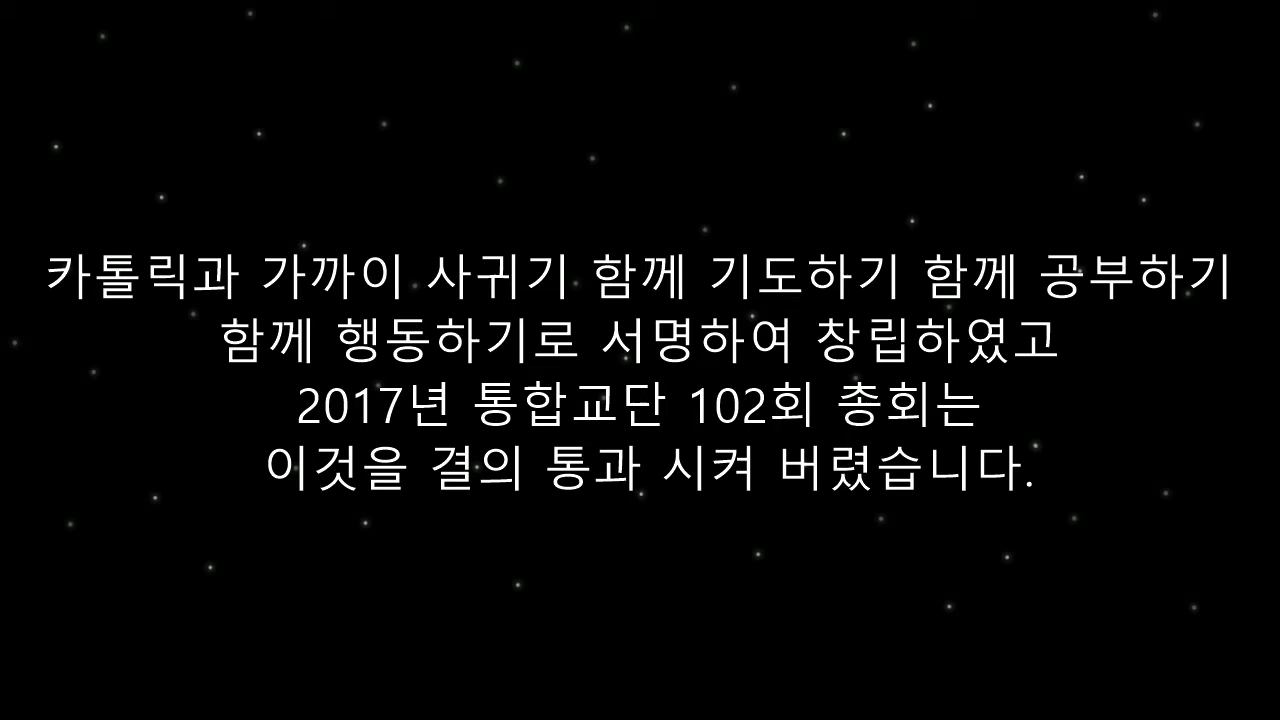 카톨릭과 가까이 사귀기 함께 기도하기 함께 공부하기
함께 행동하기로 서명하여 창립하였고
2017년 통합교단 102회 총회는
이것을 결의 통과 시켜 버렸습니다.